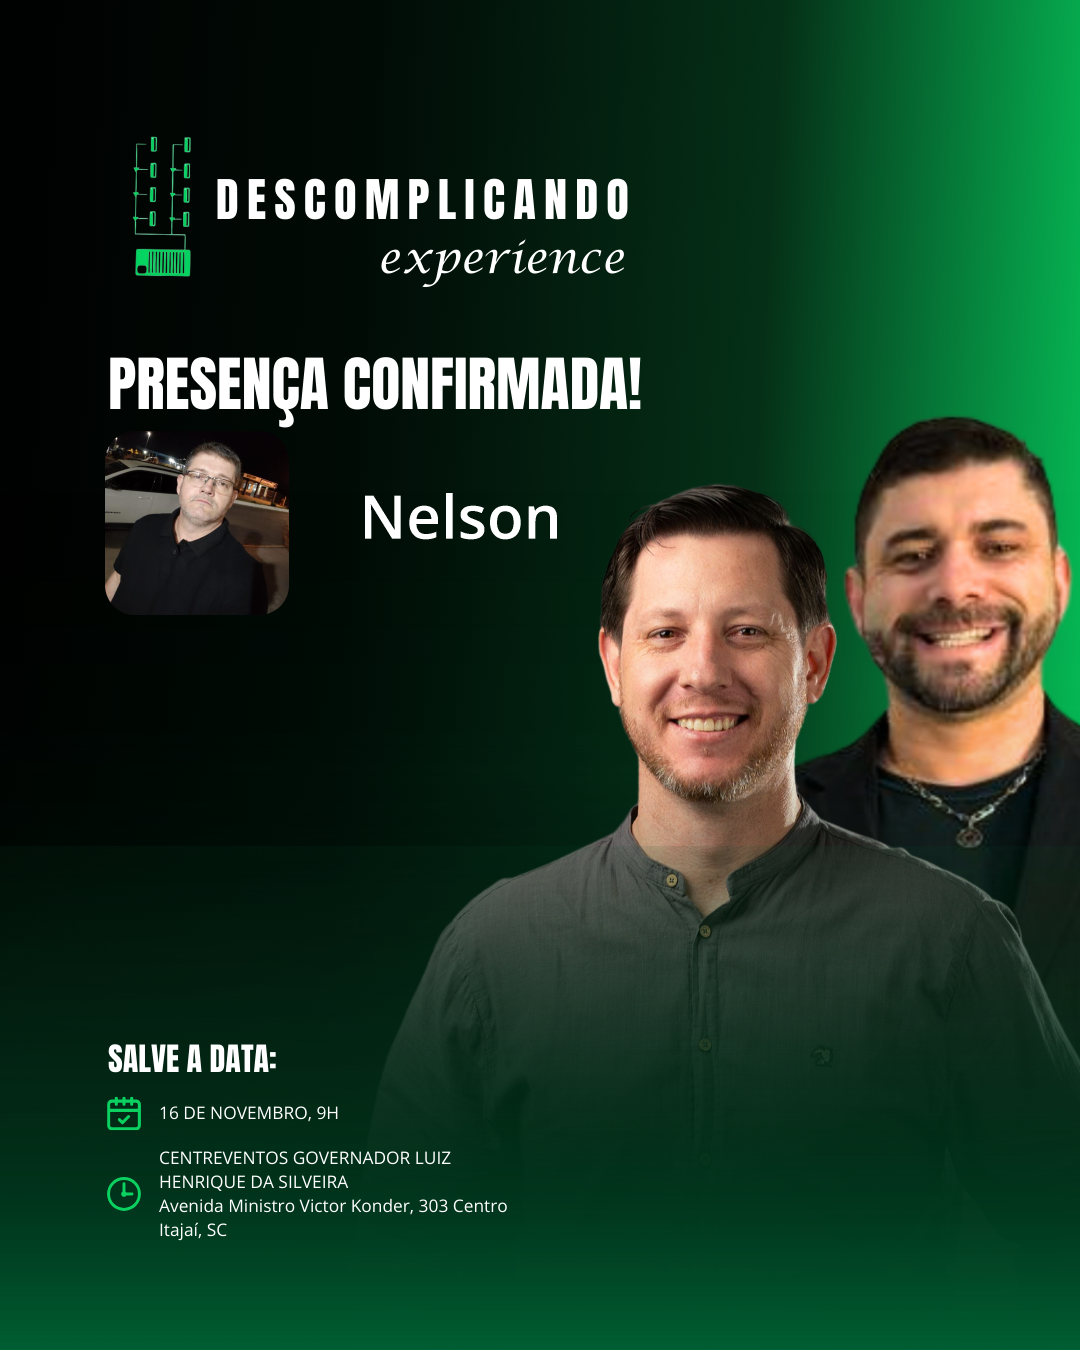 DESCOMPLICANDO
experience
PRESENÇA CONFIRMADA!
Nelson
SALVE A DATA:
16 DE NOVEMBRO, 9H
CENTREVENTOS GOVERNADOR LUIZ
HENRIQUE DA SILVEIRA
Avenida Ministro Victor Konder, 303 Centro
Itajaí, SC